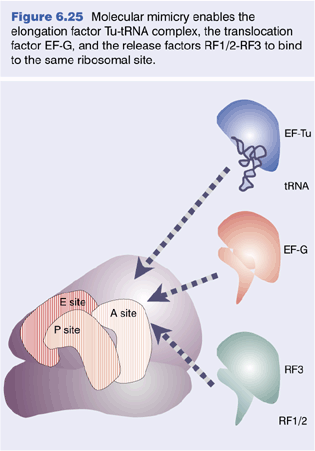 Figure 6.25 Molecular mimicry enables the
elongation factor Tu-tRNA complex, the translocation
factor EF-G, and the release factors RF1/2-RF3 to bind
to the same ribosomal site.
EF-Tu
tRNA
EF-G
E site
A site
P site
RF3
RF1/2